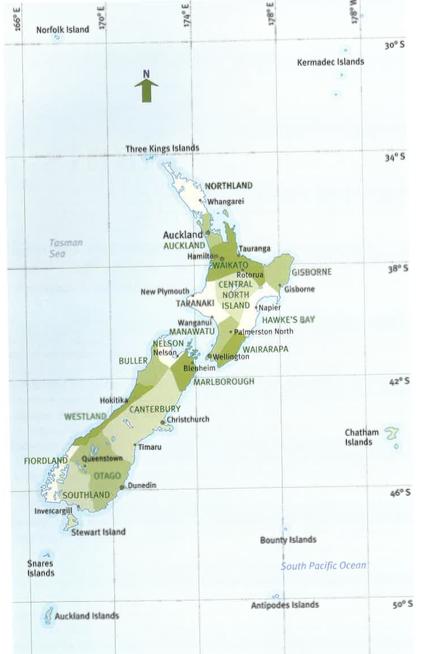 166° E
170° E
174° E
178° E
178° W
Norfolk Island
30° S
Kermadec Islands
N
Three Kings Islands
34° S
NORTHLAND
Whangarei
Tasman
Sea
Auckland
AUCKLAND
Tauranga
Hamilton
WAIKATO
38° S
Rotorua
GISBORNE
CENTRAL
NORTH
ISLAND
Gisborne
New Plymouth
TARANAKI
Napier
HAWKE'S BAY
Wanganui
MANAWATU
Palmerston North
NELSON
Nelson
WAIRARAPA
Wellington
BULLER
Blenheim
MARLBOROUGH
42° S
Hokitika
CANTERBURY
WESTLAND
Christchurch
Chatham
Islands
Timaru
FIORDLAND
Queenstown
OTAGO
Dunedin
46° S
SOUTHLAND
Invercargill
Stewart Island
Bounty Islands
Snares
Islands
South Pacific Ocean
Antipodes Islands
50° S
Auckland Islands